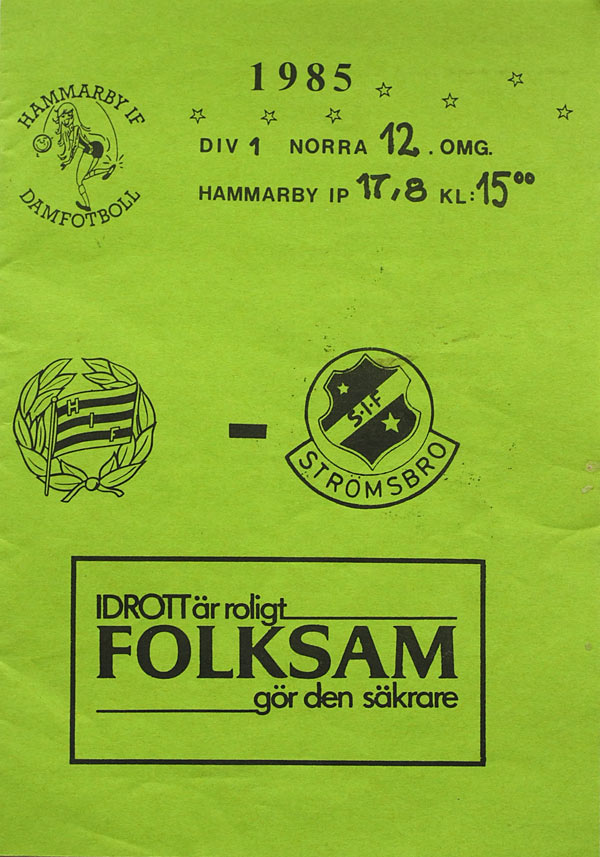 1985
HAMMARBY IF
DAMFOTBOLL
DIV 1 NORRA 12. OMG.
HAMMARBY IP 17,8 KL: 15⁰⁰
H I F
-
S.I.F
STRÖMSBRO
IDROTT är roligt
FOLKSAM
gör den säkrare